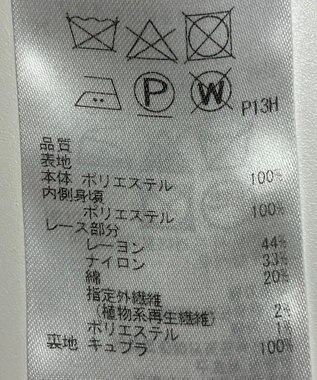 P
W
P13H
品質
表地
本体 ポリエステル 100%
内側身頃
ポリエステル 100%
レース部分
レーヨン 44%
ナイロン 33%
綿 20%
指定外繊維
(植物系再生繊維) 2%
ポリエステル 1%
裏地 キュプラ 100%